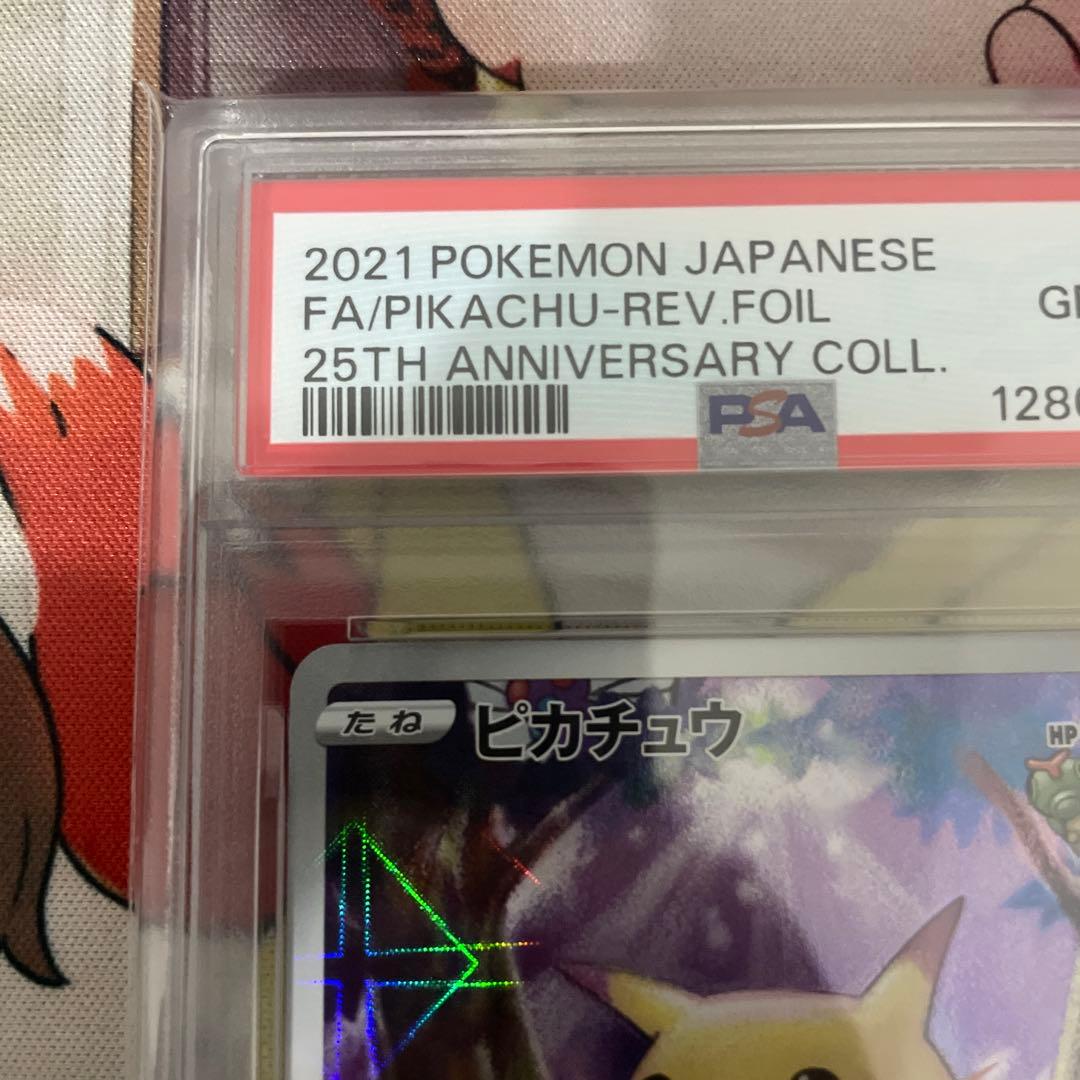 2021 POKEMON JAPANESE
FA/PIKACHU-REV.FOIL
25TH ANNIVERSARY COLL.
PSA
たね
ピカチュウ
HP